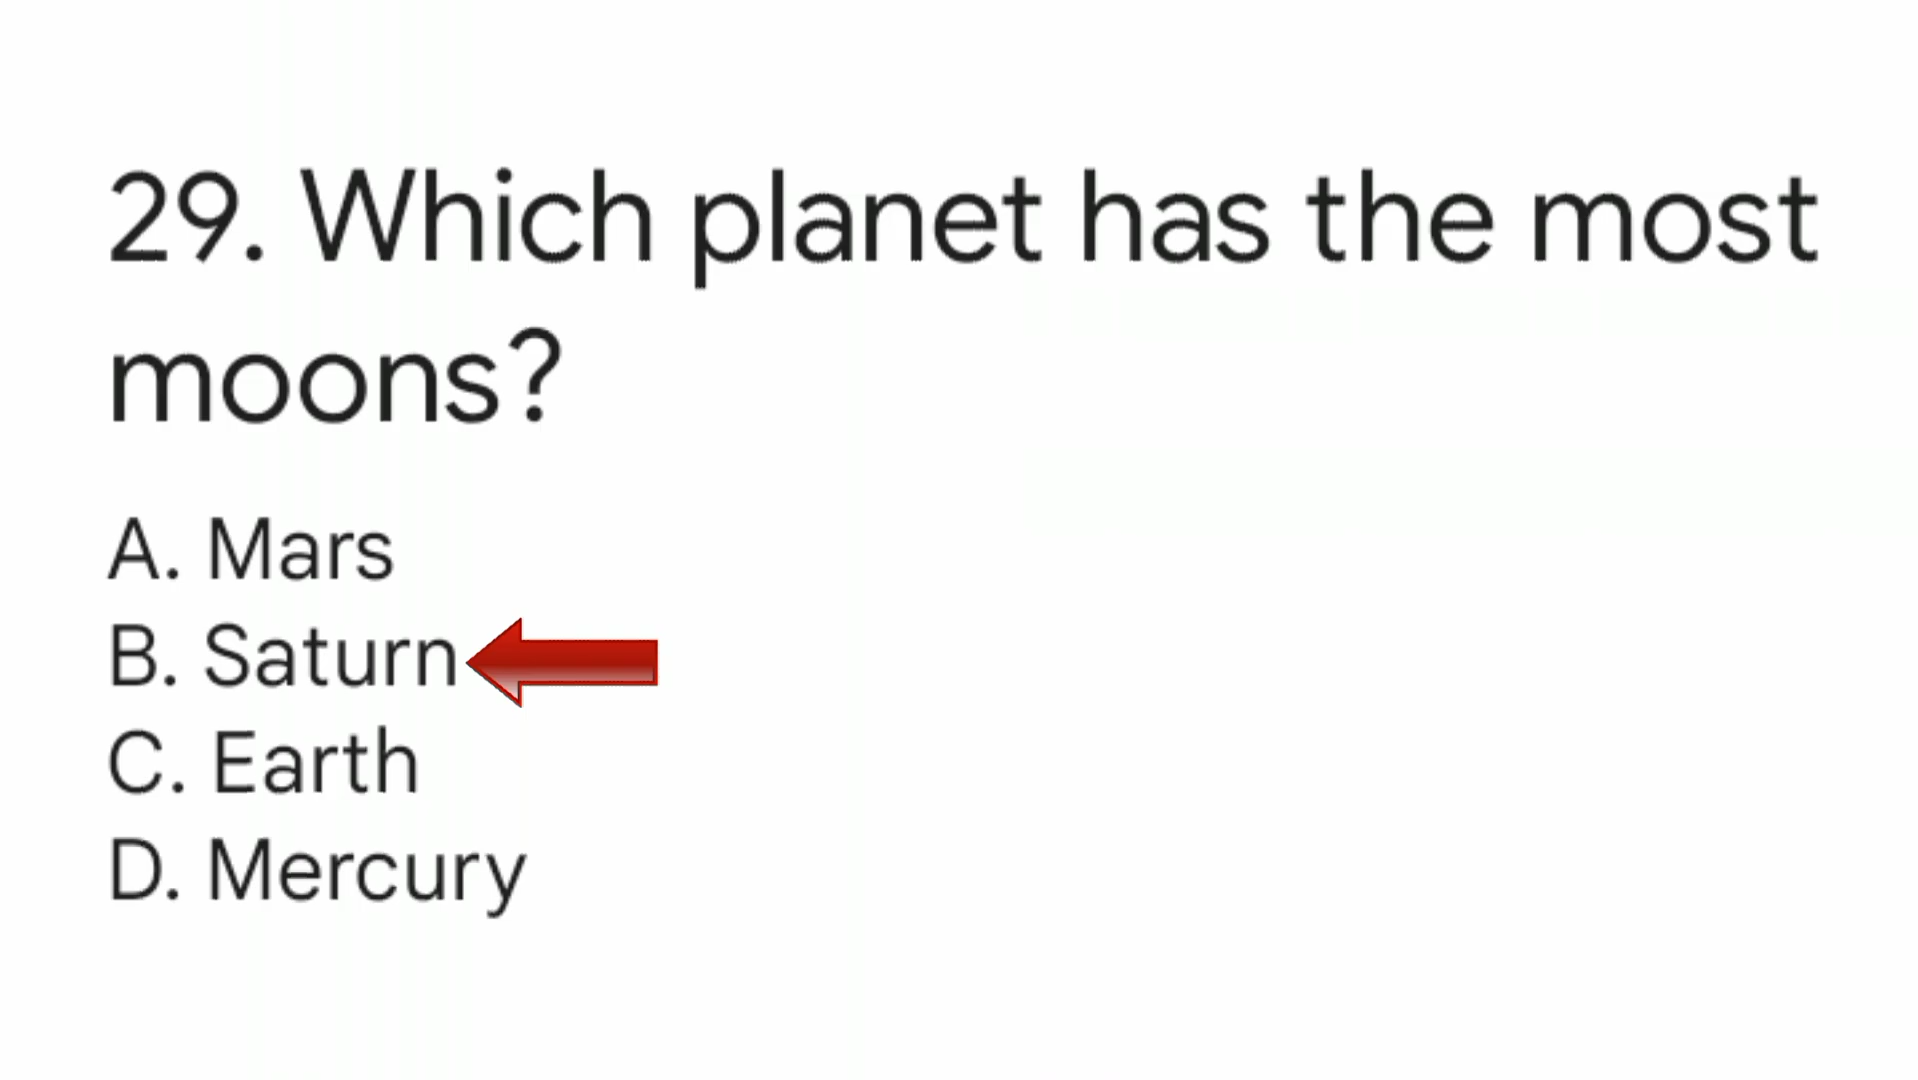 29. Which planet has the most
moons?
A. Mars
B. Saturn
C. Earth
D. Mercury